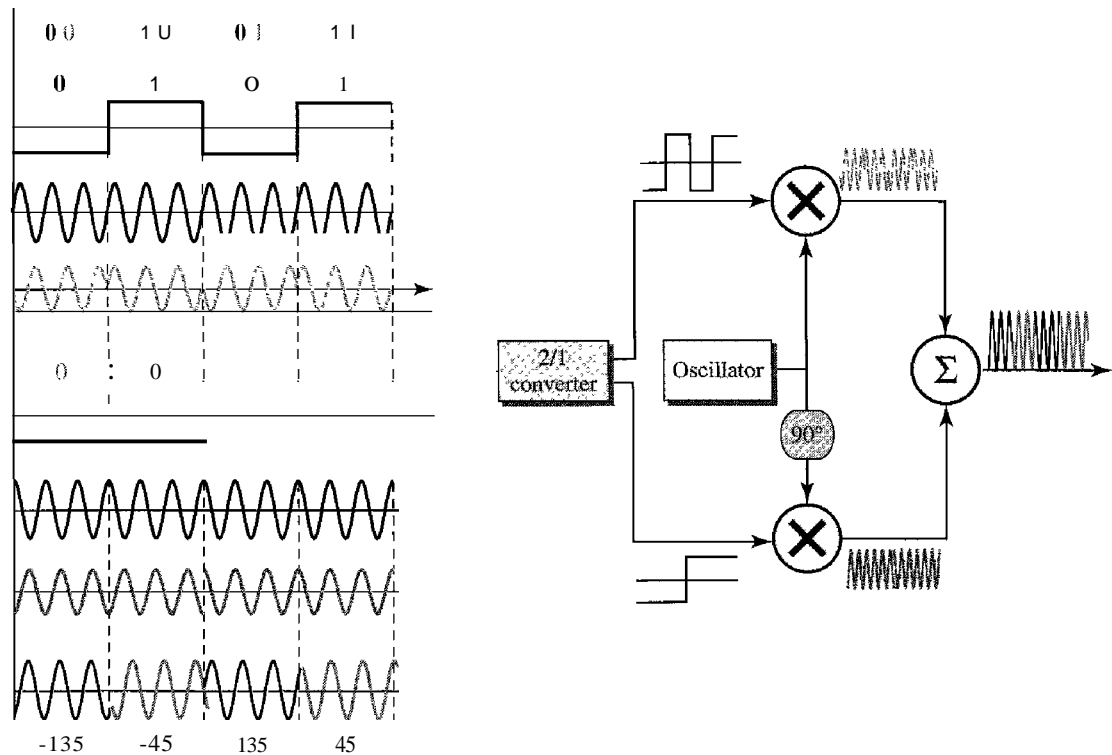 0 0 1 U 0 1 1 I
0 1 O 1
0 : 0
-135 -45 135 45
2/1
converter
Oscillator
90°
Σ